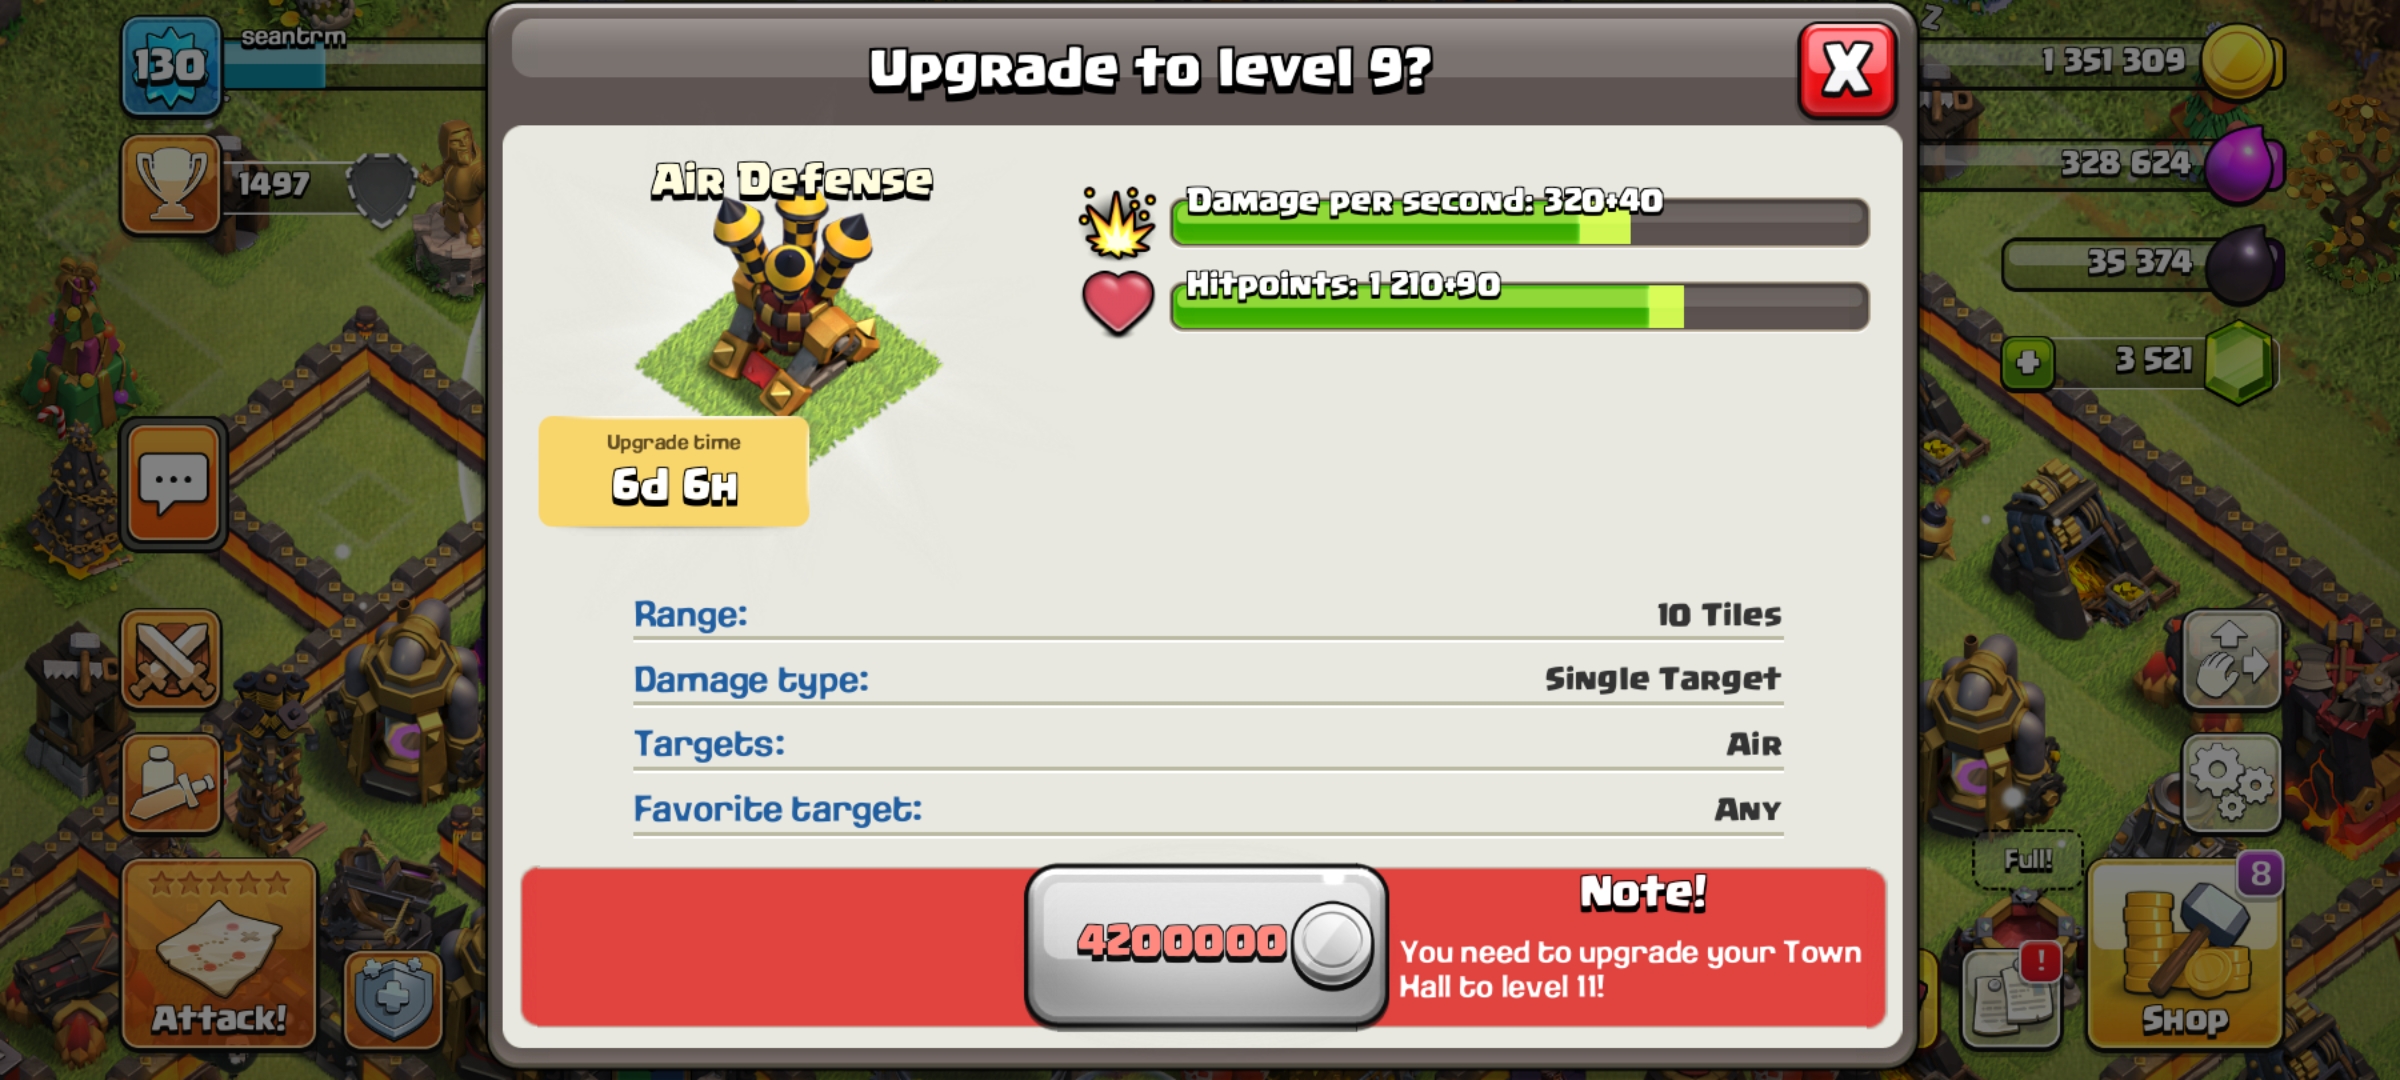 130
seantrm
1497
Upgrade to level 9?
X
Air Defense
Upgrade time
6d 6H
Damage per second: 320+40
Hitpoints: 1 210+90
Range:
10 Tiles
Damage type:
Single Target
Targets:
Air
Favorite target:
Any
4200000
Note!
You need to upgrade your Town
Hall to level 11!
1 351 309
328 624
35 374
+
3 521
Attack!
Full!
!
8
Shop